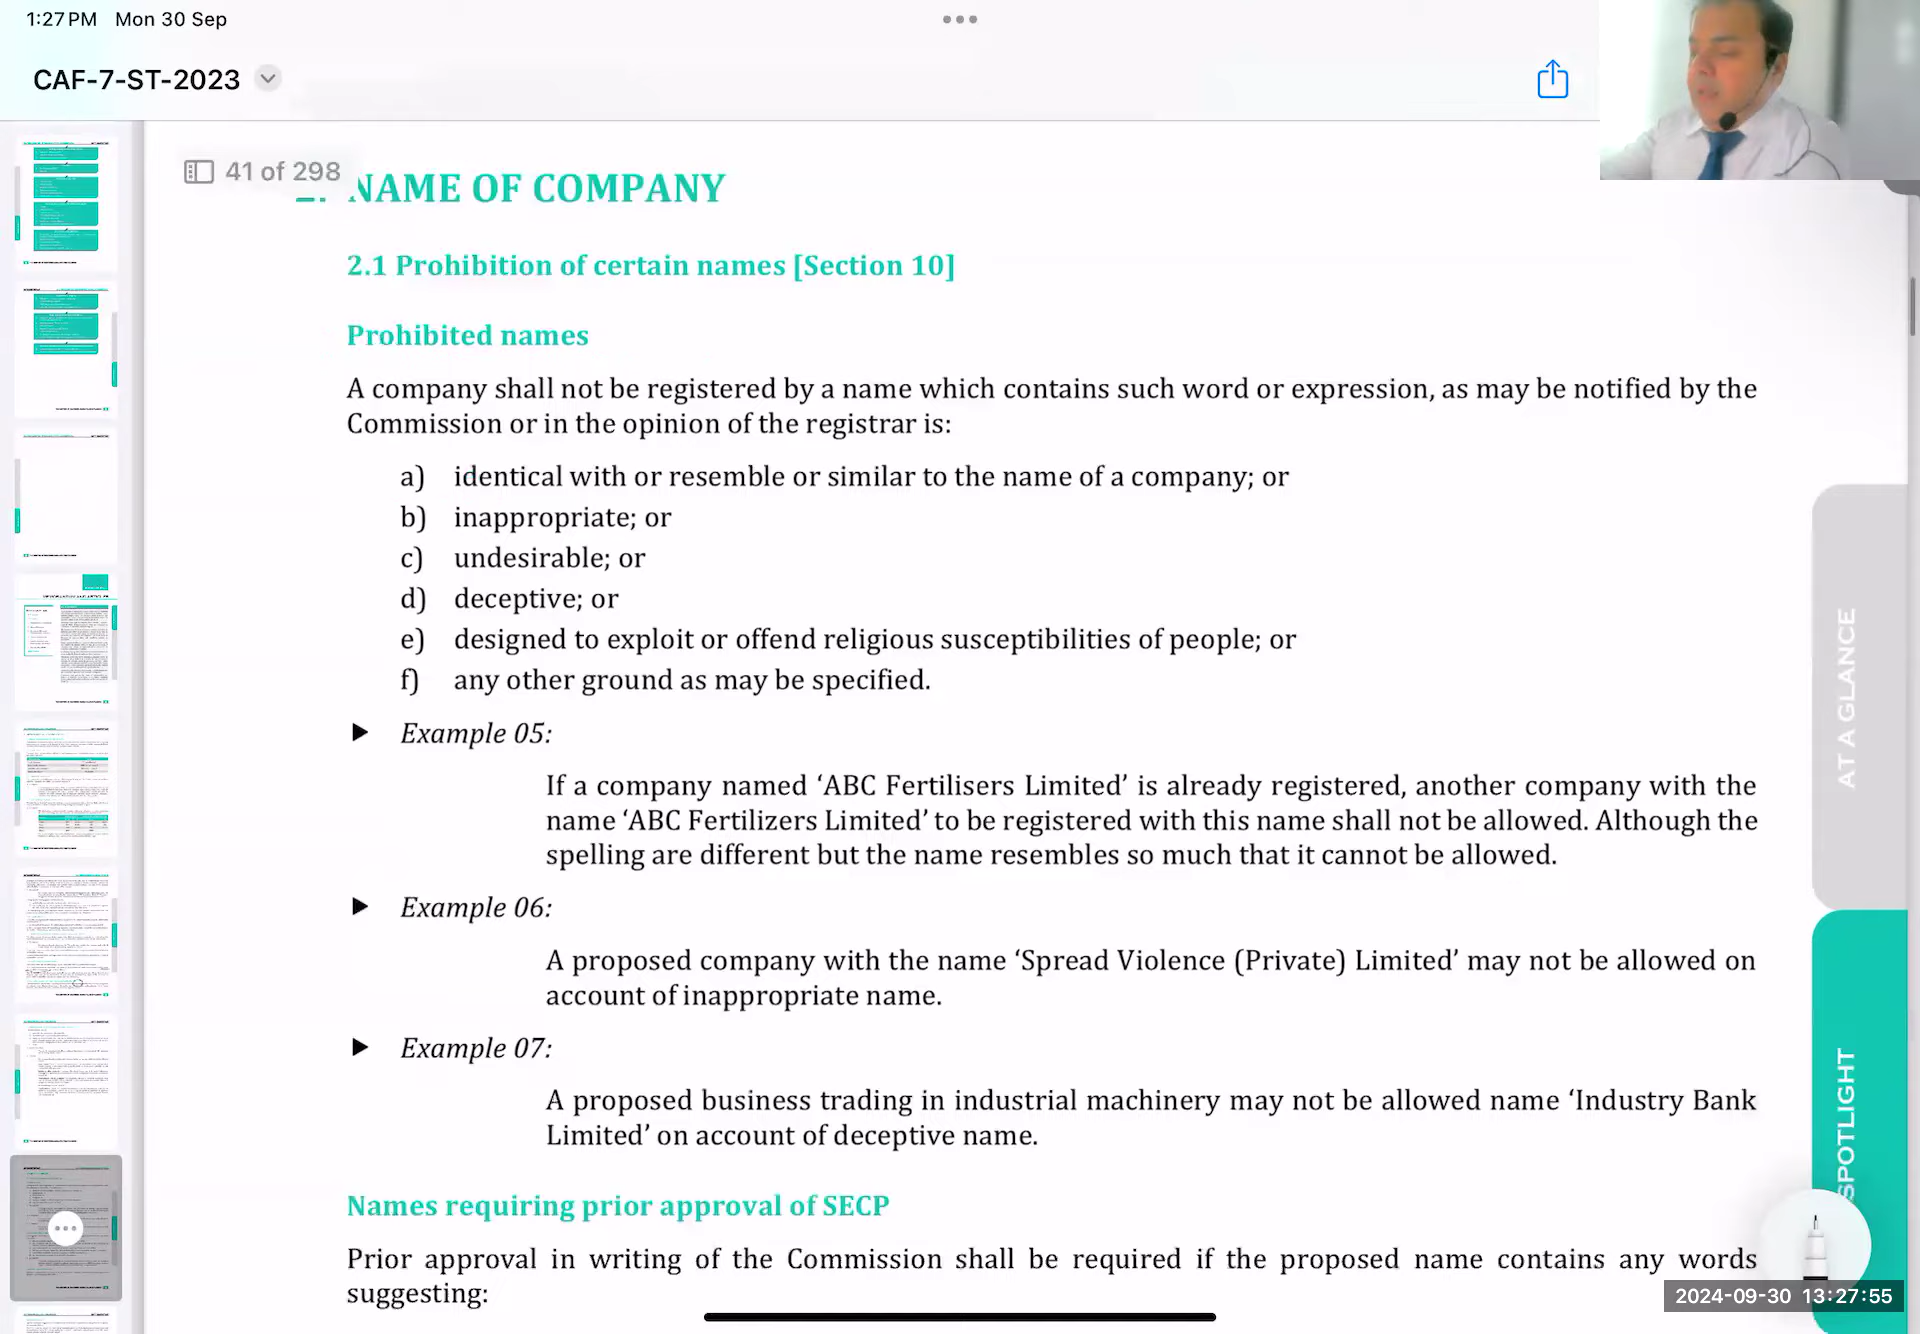 1:27 PM Mon 30 Sep
CAF-7-ST-2023
41 of 298
NAME OF COMPANY
2.1 Prohibition of certain names [Section 10]
Prohibited names
A company shall not be registered by a name which contains such word or expression, as may be notified by the
Commission or in the opinion of the registrar is:
a) identical with or resemble or similar to the name of a company; or
b) inappropriate; or
c) undesirable; or
d) deceptive; or
e) designed to exploit or offend religious susceptibilities of people; or
f) any other ground as may be specified.
Example 05:
If a company named ‘ABC Fertilisers Limited’ is already registered, another company with the
name ‘ABC Fertilizers Limited’ to be registered with this name shall not be allowed. Although the
spelling are different but the name resembles so much that it cannot be allowed.
Example 06:
A proposed company with the name ‘Spread Violence (Private) Limited’ may not be allowed on
account of inappropriate name.
Example 07:
A proposed business trading in industrial machinery may not be allowed name ‘Industry Bank
Limited’ on account of deceptive name.
Names requiring prior approval of SECP
Prior approval in writing of the Commission shall be required if the proposed name contains any words
suggesting:
AT A GLANCE
SPOTLIGHT
2024-09-30 13:27:55